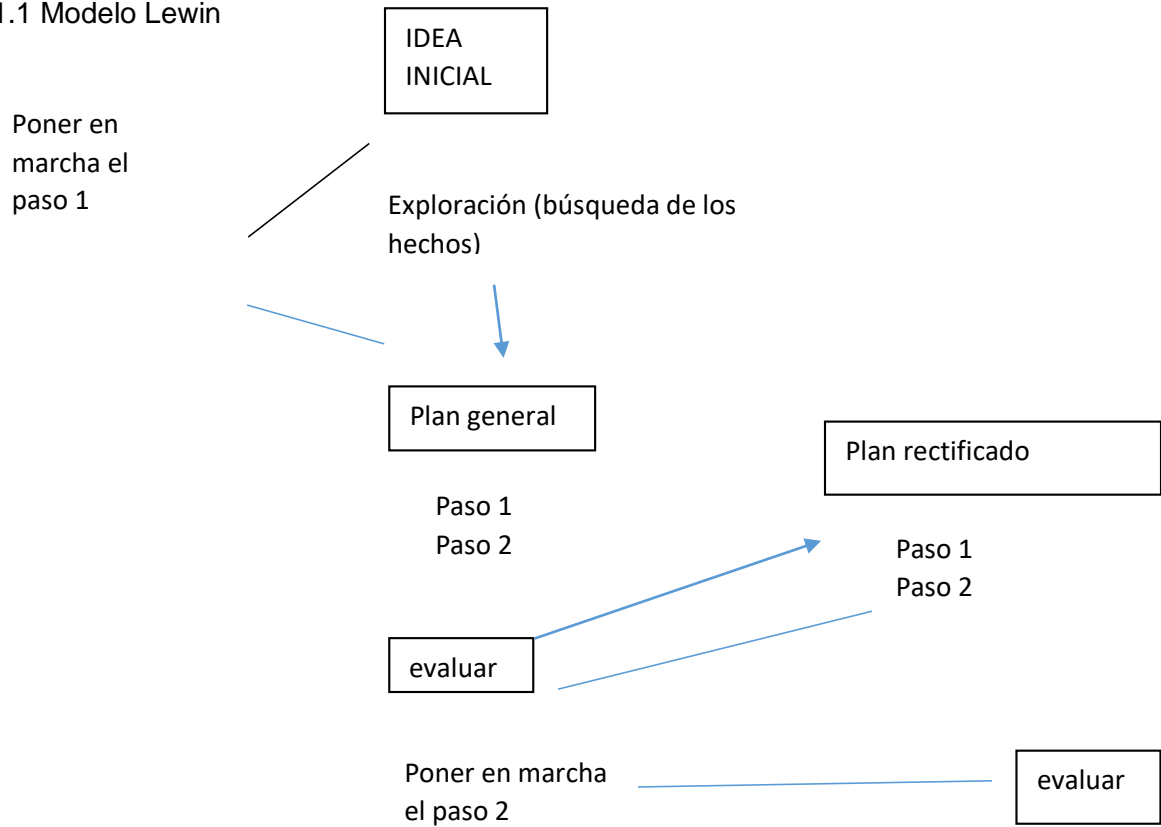 1.1 Modelo Lewin
IDEA
INICIAL
Poner en
marcha el
paso 1
Exploración (búsqueda de los
hechos)
Plan general
Plan rectificado
Paso 1
Paso 2
Paso 1
Paso 2
evaluar
Poner en marcha
el paso 2
evaluar